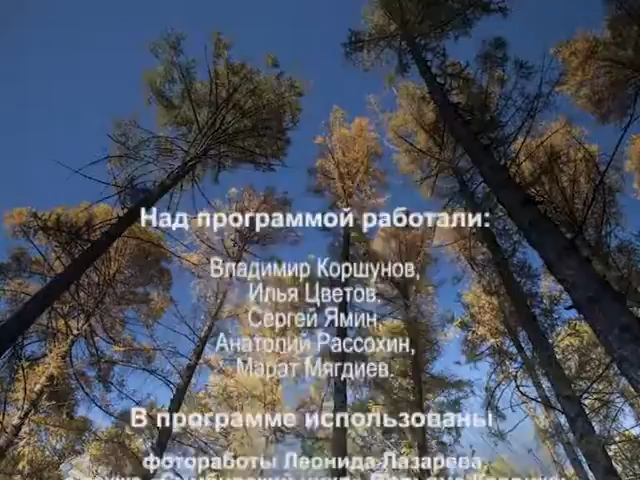 Над программой работали:
Владимир Коршунов,
Илья Цветов.
Сергей Ямин.
Анатолий Рассохин,
Марат Мягдиев.
В программе использованы
фотоработы Леонида Лазарева,